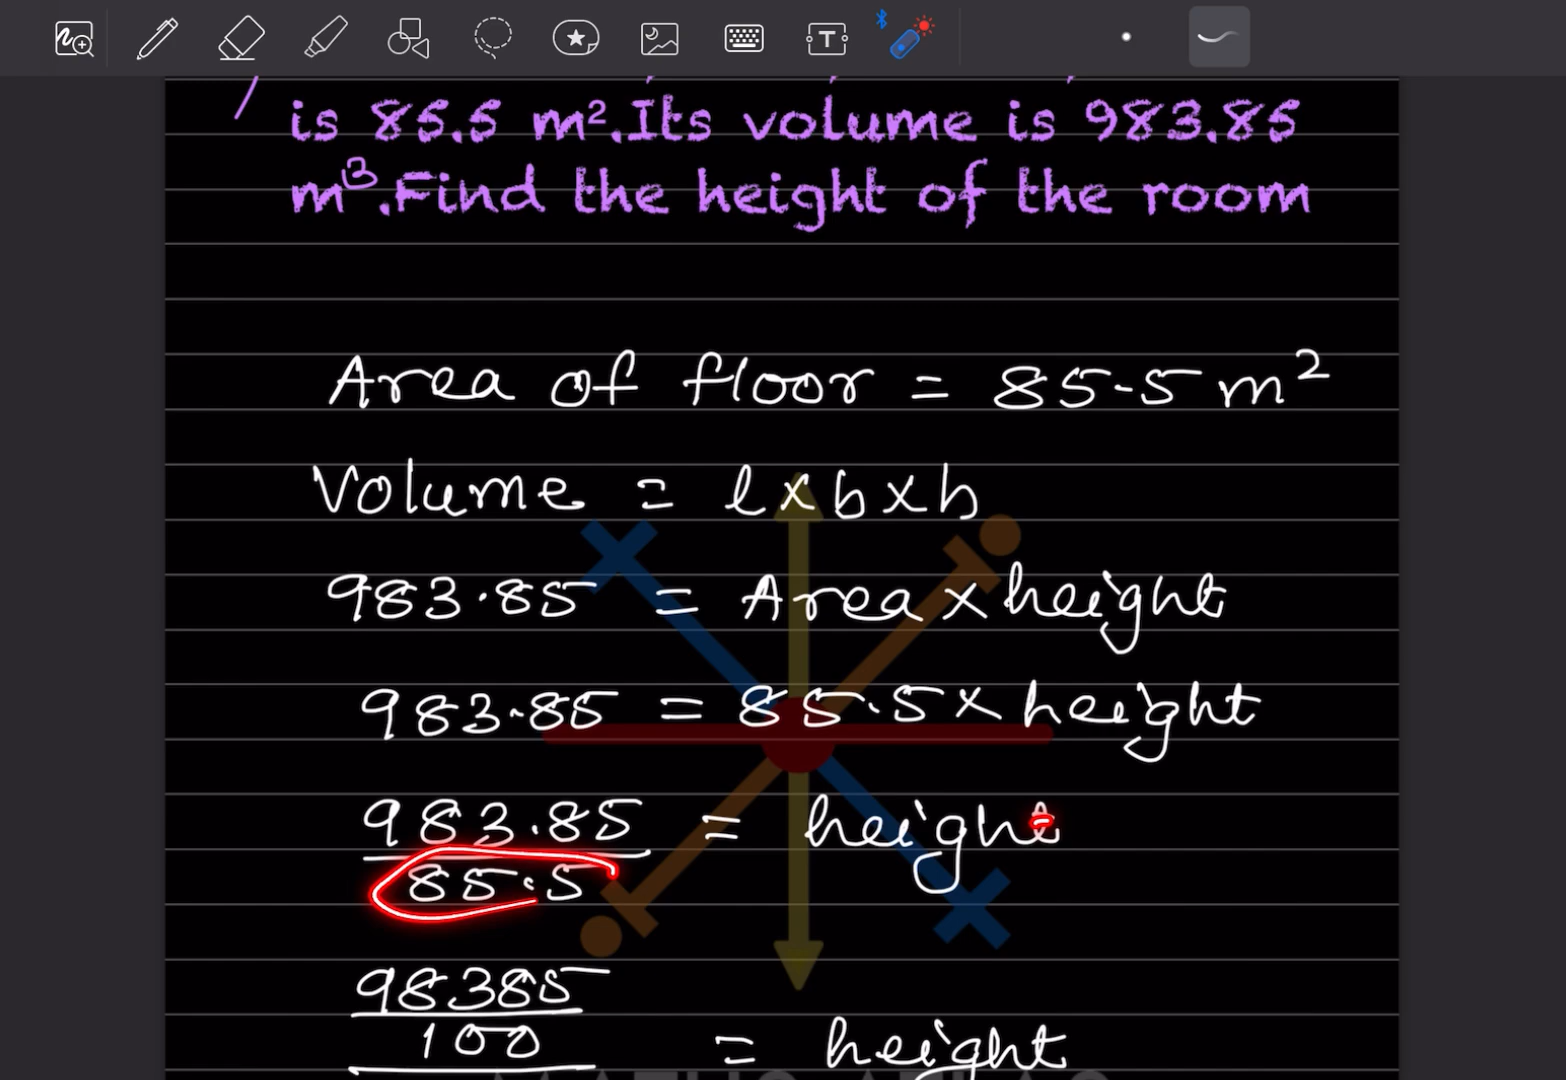 is 85.5 m².Its volume is 983.85
m³.Find the height of the room
Area of floor = 85.5 m²
Volume = l×b×h
983.85 = Area × height
983.85 = 85.5 × height
983.85
= height
85.5
98385
100
= height